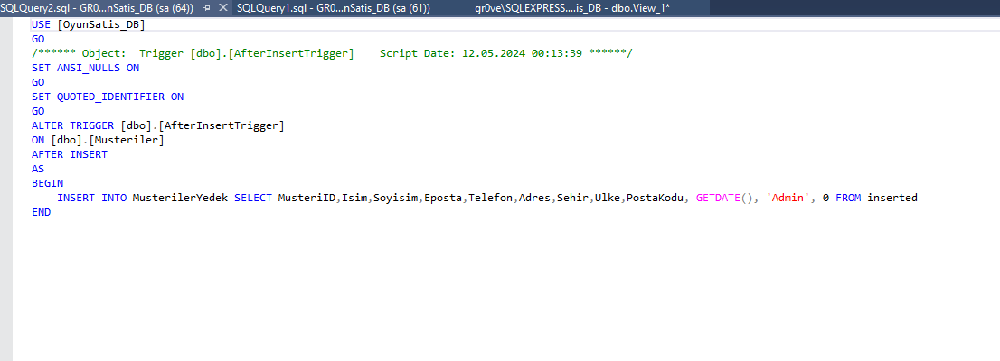 SQLQuery2.sql - GR0...nSatis_DB (sa (64)) SQLQuery1.sql - GR0...nSatis_DB (sa (61)) gr0ve\SQLEXPRESS....is_DB - dbo.View_1*
USE [OyunSatis_DB]
GO
/****** Object:  Trigger [dbo].[AfterInsertTrigger]    Script Date: 12.05.2024 00:13:39 ******/
SET ANSI_NULLS ON
GO
SET QUOTED_IDENTIFIER ON
GO
ALTER TRIGGER [dbo].[AfterInsertTrigger]
ON [dbo].[Musteriler]
AFTER INSERT
AS
BEGIN
    INSERT INTO MusterilerYedek SELECT MusteriID,Isim,Soyisim,Eposta,Telefon,Adres,Sehir,Ulke,PostaKodu, GETDATE(), 'Admin', 0 FROM inserted
END